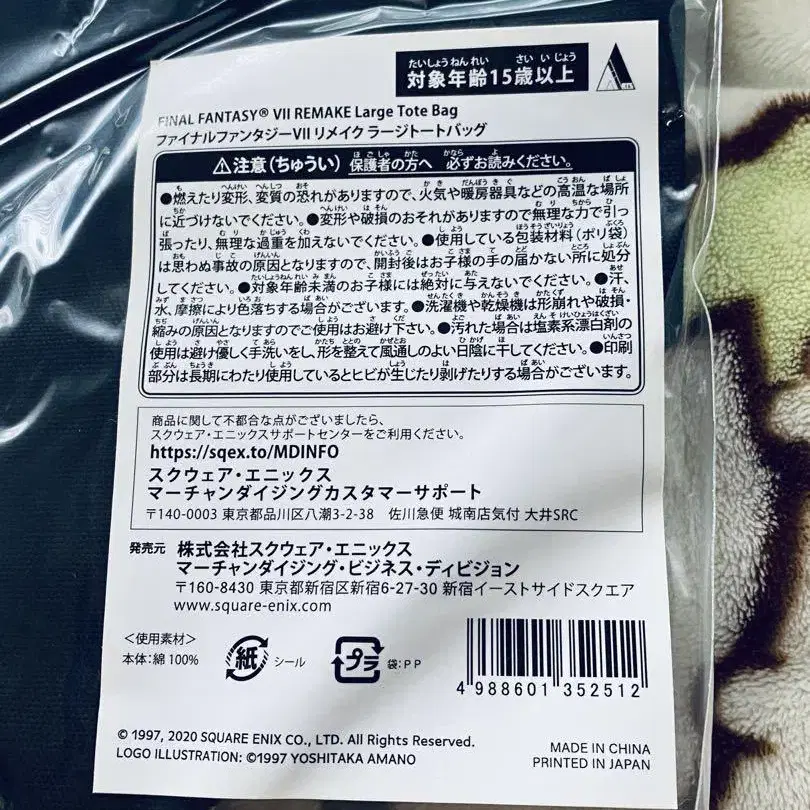 対象年齢15歳以上
たいしょうねんれい さいいじょう
FINAL FANTASY® VII REMAKE Large Tote Bag
ファイナルファンタジーVII リメイク ラージトートバッグ
⚠注意(ちゅうい) 保護者の方へ 必ずお読みください。
●燃えたり変形、変質の恐れがありますので、火気や暖房器具などの高温な場所
に近づけないでください。●変形や破損のおそれがありますので無理な力で引っ
張ったり、無理な過重を加えないでください。●使用している包装材料(ポリ袋)
は思わぬ事故の原因となりますので、開封後はお子様の手の届かない所に処分
してください。●対象年齢未満のお子様には絶対に与えないでください。●汗、
水、摩擦により色落ちする場合がございます。●洗濯機や乾燥機は形崩れや破損・
縮みの原因となりますのでご使用はお避け下さい。●汚れた場合は塩素系漂白剤の
使用は避け優しく手洗いをし、形を整えて風通しのよい日陰に干してください。●印刷
部分は長期にわたり使用しているとヒビが生じたり剥げたりする場合がございます。
商品に関して不都合な点がございましたら、
スクウェア・エニックスサポートセンターをご利用ください。
https://sqex.to/MDINFO
スクウェア・エニックス
マーチャンダイジングカスタマーサポート
〒140-0003 東京都品川区八潮3-2-38 佐川急便 城南店気付 大井SRC
発売元 株式会社スクウェア・エニックス
マーチャンダイジング・ビジネス・ディビジョン
〒160-8430 東京都新宿区新宿6-27-30 新宿イーストサイドスクエア
www.square-enix.com
<使用素材>
本体:綿 100%
紙 シール
プラ 袋:PP
4 988601 352512
© 1997, 2020 SQUARE ENIX CO., LTD. All Rights Reserved.
LOGO ILLUSTRATION: ©1997 YOSHITAKA AMANO
MADE IN CHINA
PRINTED IN JAPAN